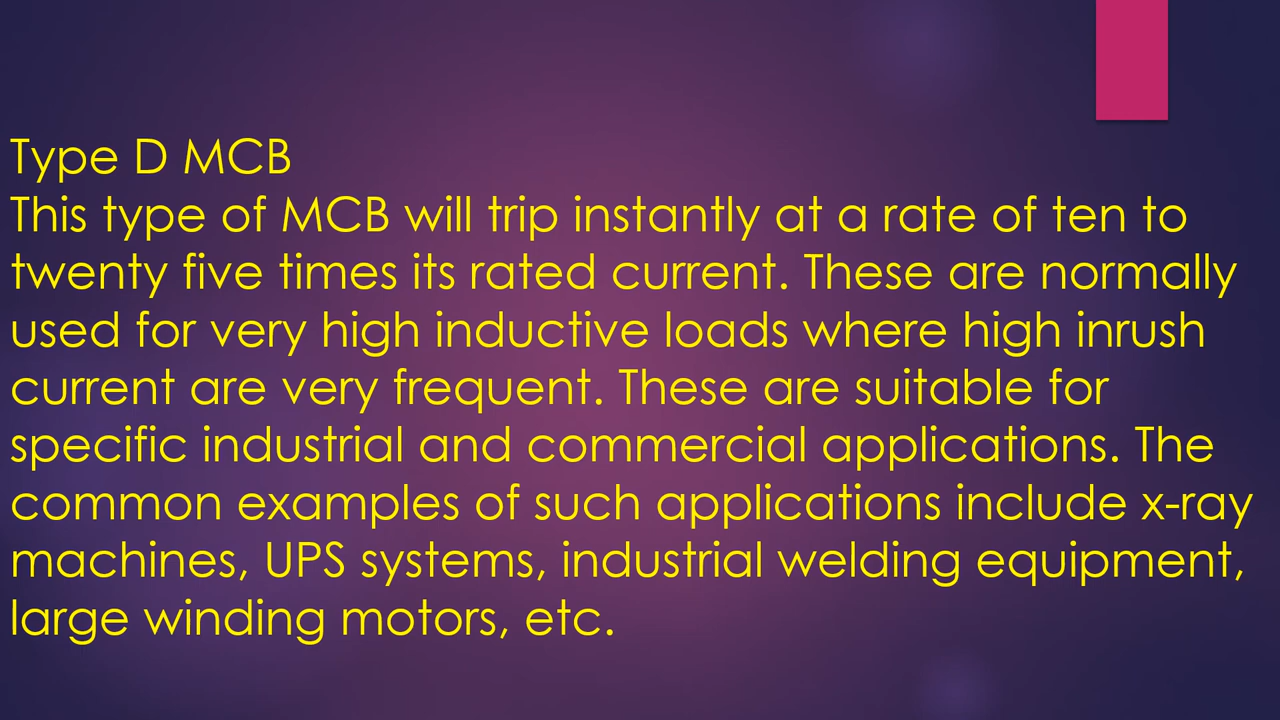 Type D MCB
This type of MCB will trip instantly at a rate of ten to
twenty five times its rated current. These are normally
used for very high inductive loads where high inrush
current are very frequent. These are suitable for
specific industrial and commercial applications. The
common examples of such applications include x-ray
machines, UPS systems, industrial welding equipment,
large winding motors, etc.